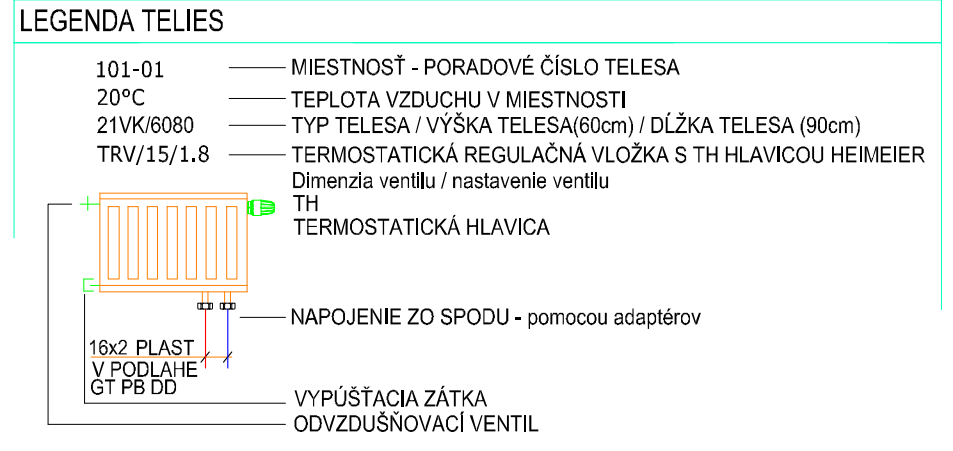 LEGENDA TELIES
101-01 MIESTNOSŤ - PORADOVÉ ČÍSLO TELESA
20°C TEPLOTA VZDUCHU V MIESTNOSTI
21VK/6080 TYP TELESA / VÝŠKA TELESA(60cm) / DĹŽKA TELESA (90cm)
TRV/15/1.8 TERMOSTATICKÁ REGULAČNÁ VLOŽKA S TH HLAVICOU HEIMEIER
Dimenzia ventilu / nastavenie ventilu
TH
TERMOSTATICKÁ HLAVICA
NAPOJENIE ZO SPODU - pomocou adaptérov
16x2 PLAST
V PODLAHE
GT PB DD
VYPÚŠŤACIA ZÁTKA
ODVZDUŠŇOVACÍ VENTIL